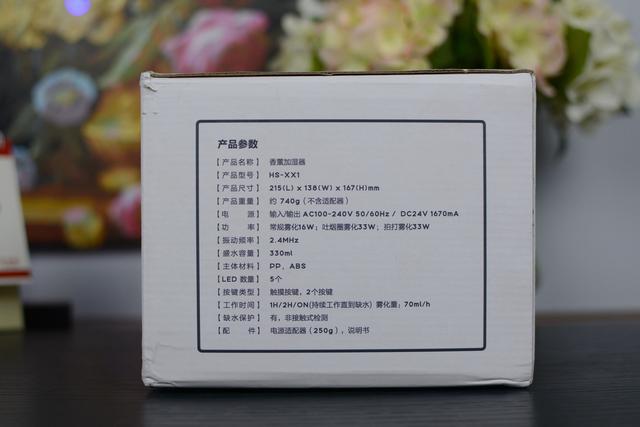 产品参数
【产品名称】 香薰加湿器
【产品型号】 HS-XX1
【产品尺寸】 215(L) x 138(W) x 167(H)mm
【产品重量】 约 740g (不含适配器)
【电 源】 输入/输出 AC100-240V 50/60Hz / DC24V 1670mA
【功 率】 常规雾化16W; 吐烟圈雾化33W; 拍打雾化33W
【振动频率】 2.4MHz
【盛水容量】 330ml
【主体材料】 PP, ABS
【LED 数量】 5个
【按键类型】 触摸按键, 2个按键
【工作时间】 1H/2H/ON(持续工作直到缺水) 雾化量: 70ml/h
【缺水保护】 有, 非接触式检测
【配 件】 电源适配器 (250g), 说明书